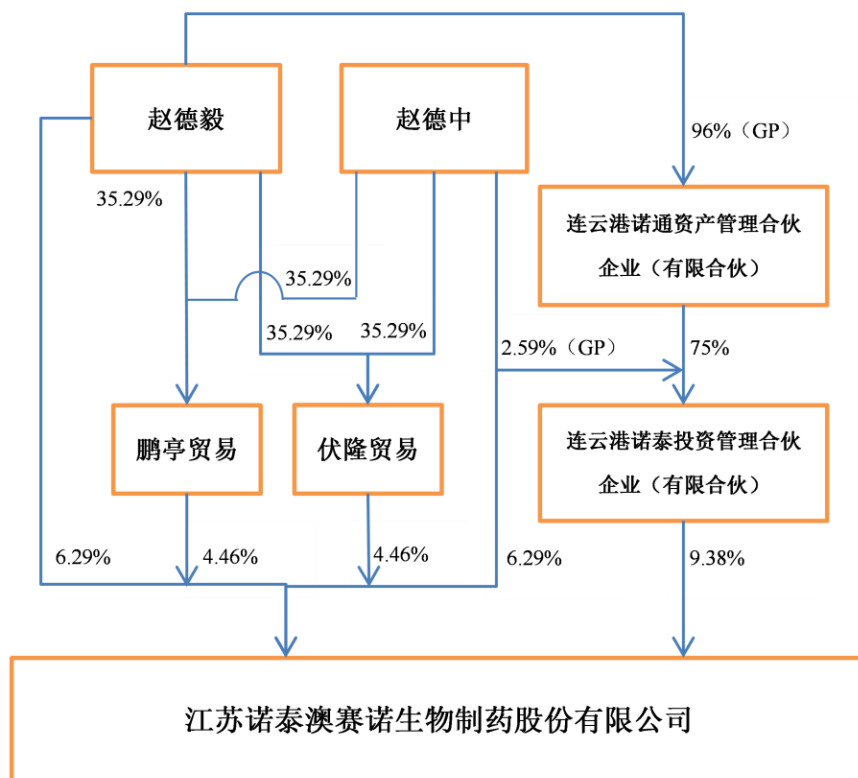 赵德毅
赵德中
96%（GP）
35.29%
连云港诺通资产管理合伙
企业（有限合伙）
35.29%
35.29%
35.29%
2.59%（GP）
75%
鹏亭贸易
伏隆贸易
连云港诺泰投资管理合伙
企业（有限合伙）
6.29%
4.46%
4.46%
6.29%
9.38%
江苏诺泰澳赛诺生物制药股份有限公司